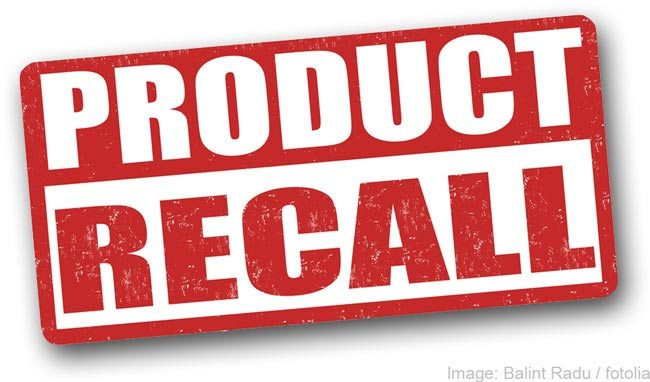 PRODUCT
RECALL
Image: Balint Radu / fotolia